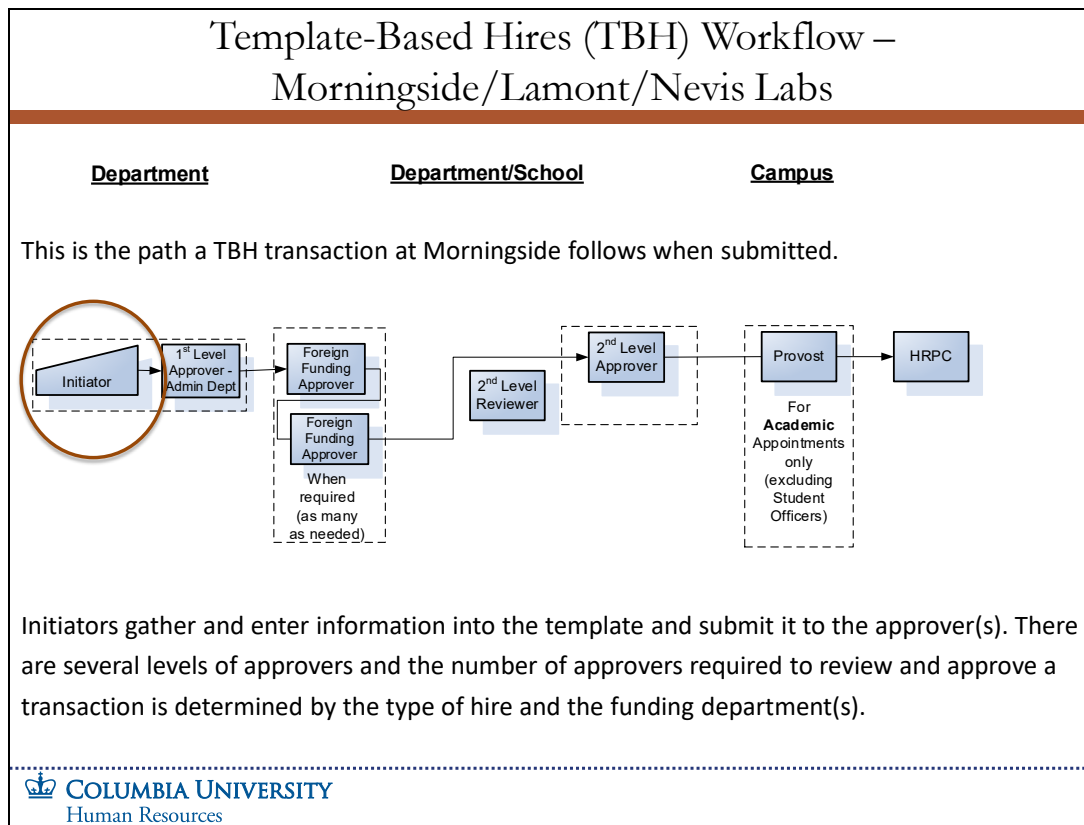 Template-Based Hires (TBH) Workflow –
Morningside/Lamont/Nevis Labs
Department
Department/School
Campus
This is the path a TBH transaction at Morningside follows when submitted.
Initiator
1st Level
Approver -
Admin Dept
Foreign
Funding
Approver
Foreign
Funding
Approver
When
required
(as many
as needed)
2nd Level
Reviewer
2nd Level
Approver
Provost
For
Academic
Appointments
only
(excluding
Student
Officers)
HRPC
Initiators gather and enter information into the template and submit it to the approver(s). There
are several levels of approvers and the number of approvers required to review and approve a
transaction is determined by the type of hire and the funding department(s).
COLUMBIA UNIVERSITY
Human Resources